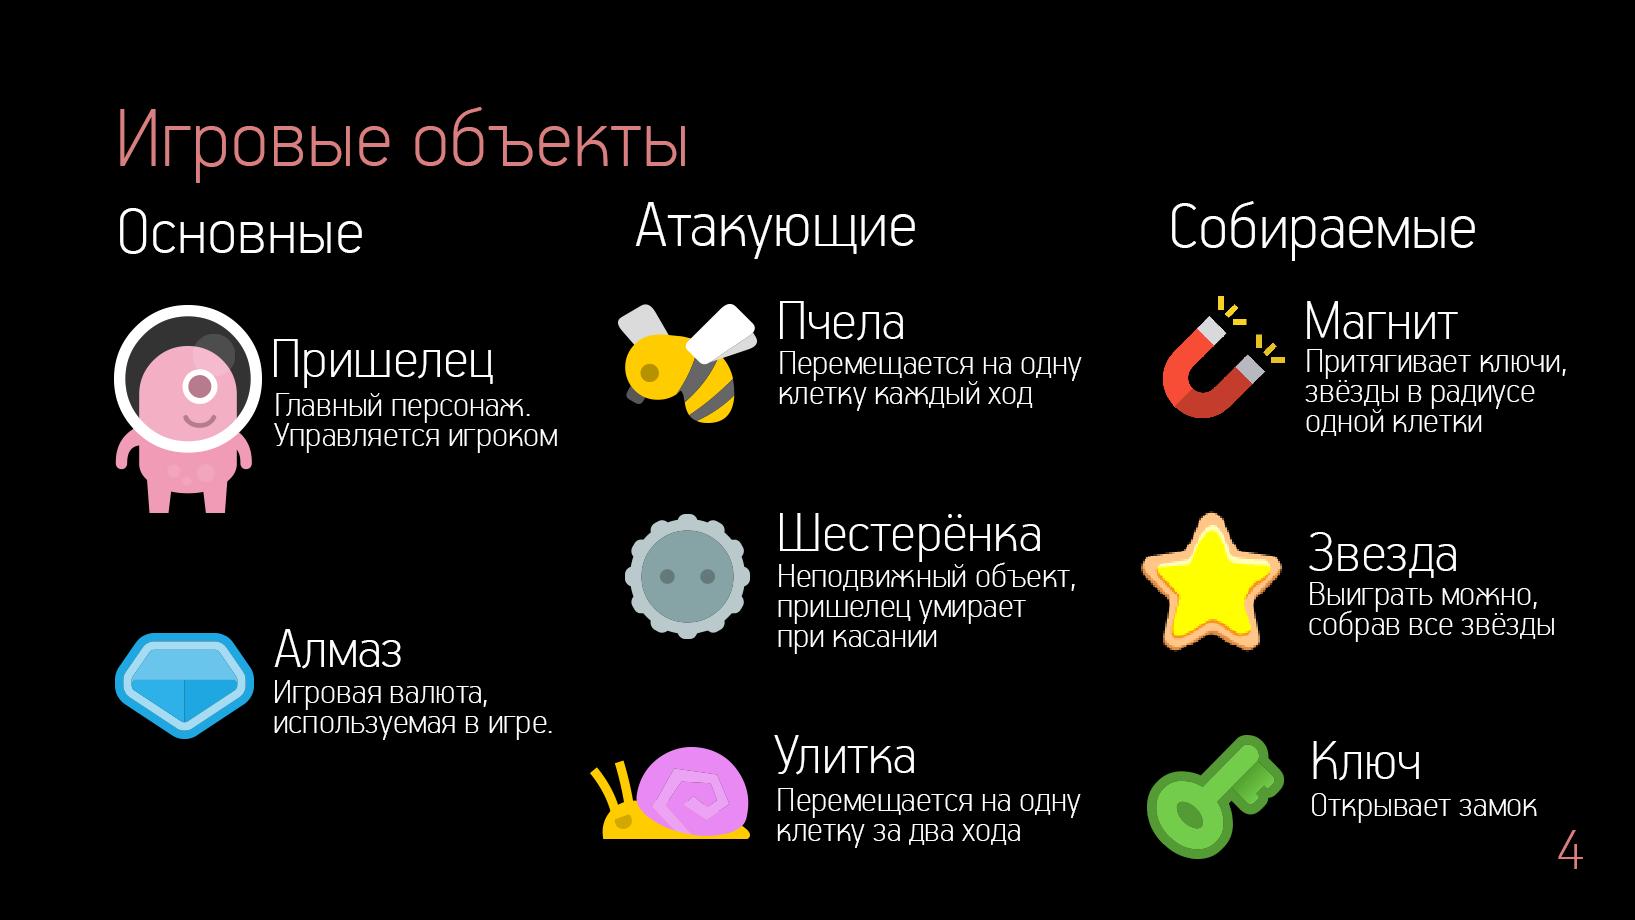 Игровые объекты
Основные
Пришелец
Главный персонаж.
Управляется игроком
Алмаз
Игровая валюта,
используемая в игре.
Атакующие
Пчела
Перемещается на одну
клетку каждый ход
Шестерёнка
Неподвижный объект,
пришелец умирает
при касании
Улитка
Перемещается на одну
клетку за два хода
Собираемые
Магнит
Притягивает ключи,
звёзды в радиусе
одной клетки
Звезда
Выиграть можно,
собрав все звёзды
Ключ
Открывает замок
4